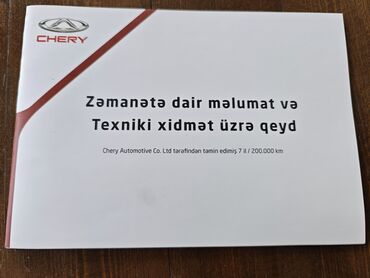 CHERY
Zəmanətə dair məlumat və
Texniki xidmət üzrə qeyd
Chery Automotive Co. Ltd tərəfindən təmin edimiş 7 il / 200.000 km